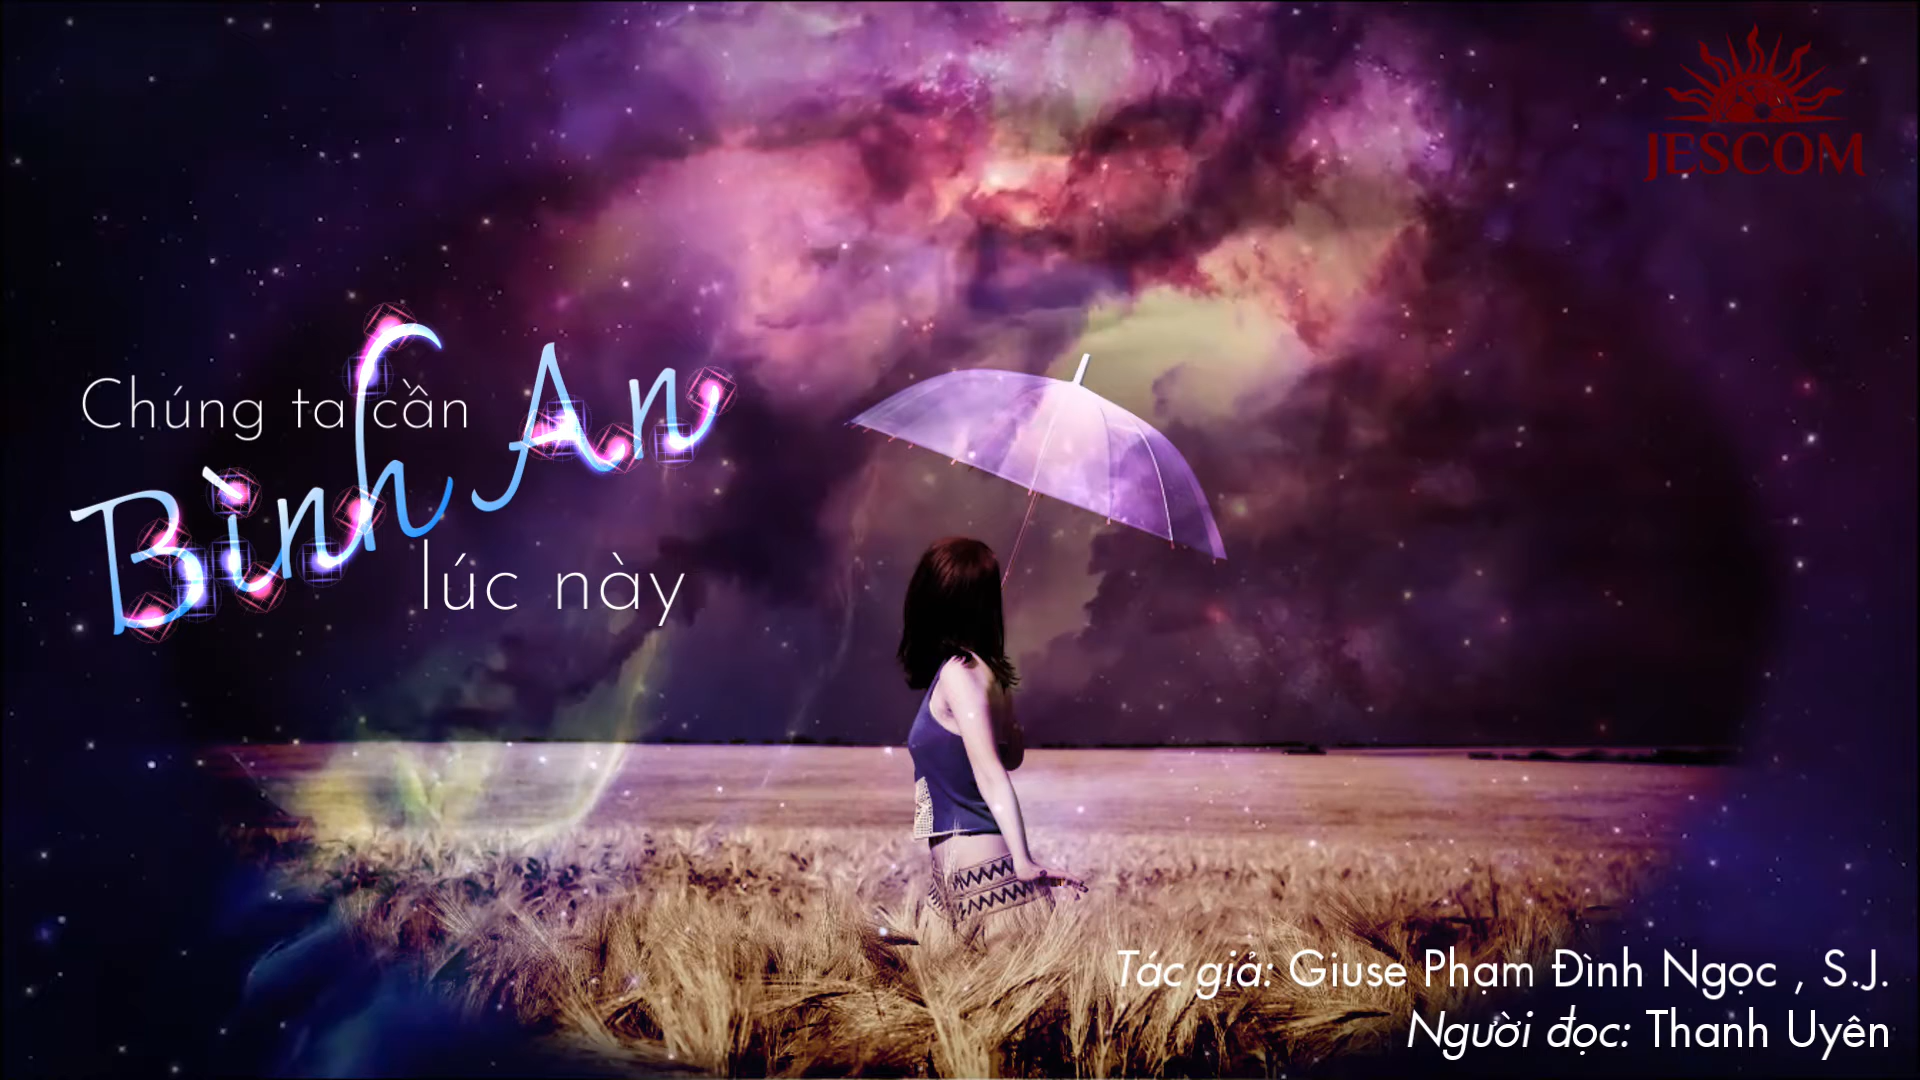 JESCOM
Chúng ta cần
Bình An
lúc này
Tác giả: Giuse Phạm Đình Ngọc , S.J.
Người đọc: Thanh Uyên